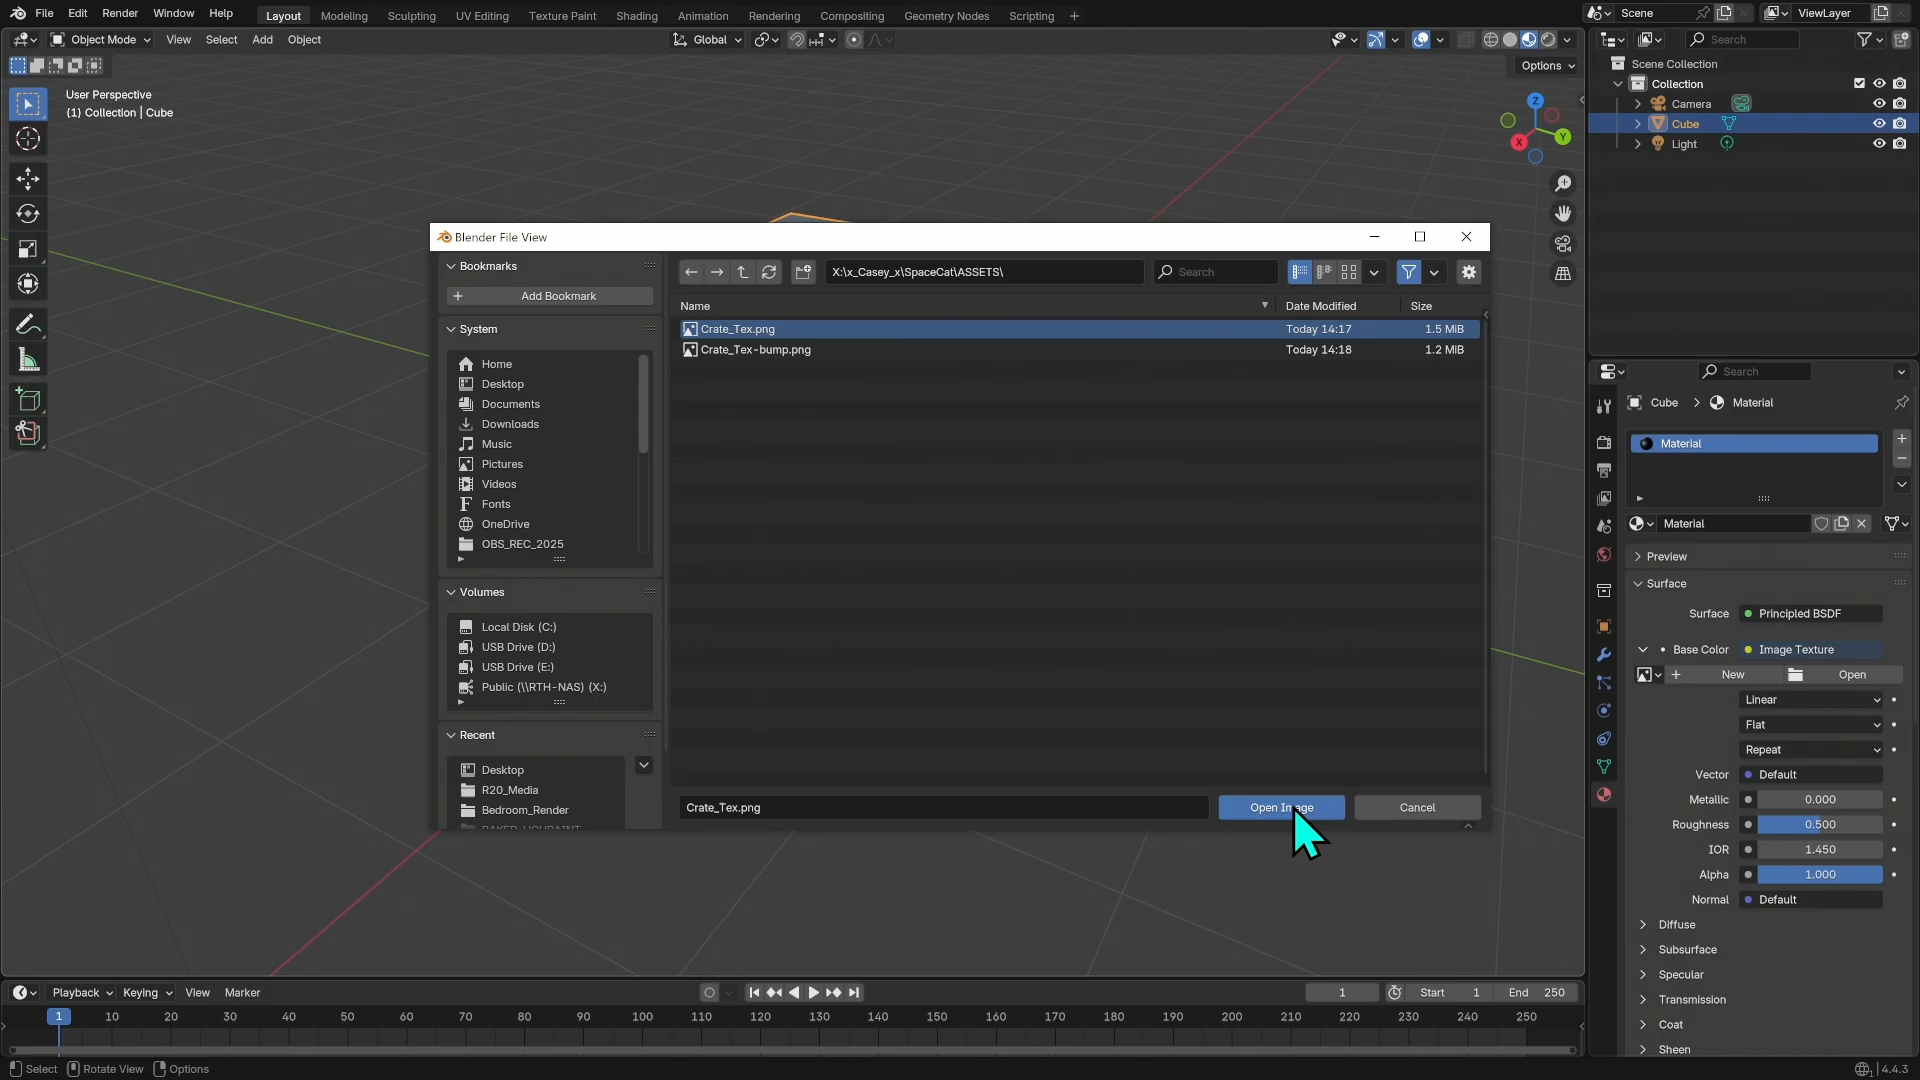 File Edit Render Window Help Layout Modeling Sculpting UV Editing Texture Paint Shading Animation Rendering Compositing Geometry Nodes Scripting + Scene ViewLayer
Object Mode View Select Add Object Global Search
Options
User Perspective
(1) Collection | Cube
Z
Y
X
Scene Collection
Collection
Camera
Cube
Light
Blender File View
Bookmarks
Add Bookmark
System
Home
Desktop
Documents
Downloads
Music
Pictures
Videos
Fonts
OneDrive
OBS_REC_2025
Volumes
Local Disk (C:)
USB Drive (D:)
USB Drive (E:)
Public (\\RTH-NAS) (X:)
Recent
Desktop
R20_Media
Bedroom_Render
X:\x_Casey_x\SpaceCat\ASSETS\ Search
Name Date Modified Size
Crate_Tex.png Today 14:17 1.5 MiB
Crate_Tex-bump.png Today 14:18 1.2 MiB
Crate_Tex.png Open Image Cancel
Search
Cube > Material
Material
Material
Preview
Surface
Surface Principled BSDF
Base Color Image Texture
New Open
Linear
Flat
Repeat
Vector Default
Metallic 0.000
Roughness 0.500
IOR 1.450
Alpha 1.000
Normal Default
Diffuse
Subsurface
Specular
Transmission
Coat
Sheen
Playback Keying View Marker 1 Start 1 End 250
1 10 20 30 40 50 60 70 80 90 100 110 120 130 140 150 160 170 180 190 200 210 220 230 240 250
Select Rotate View Options 4.4.3